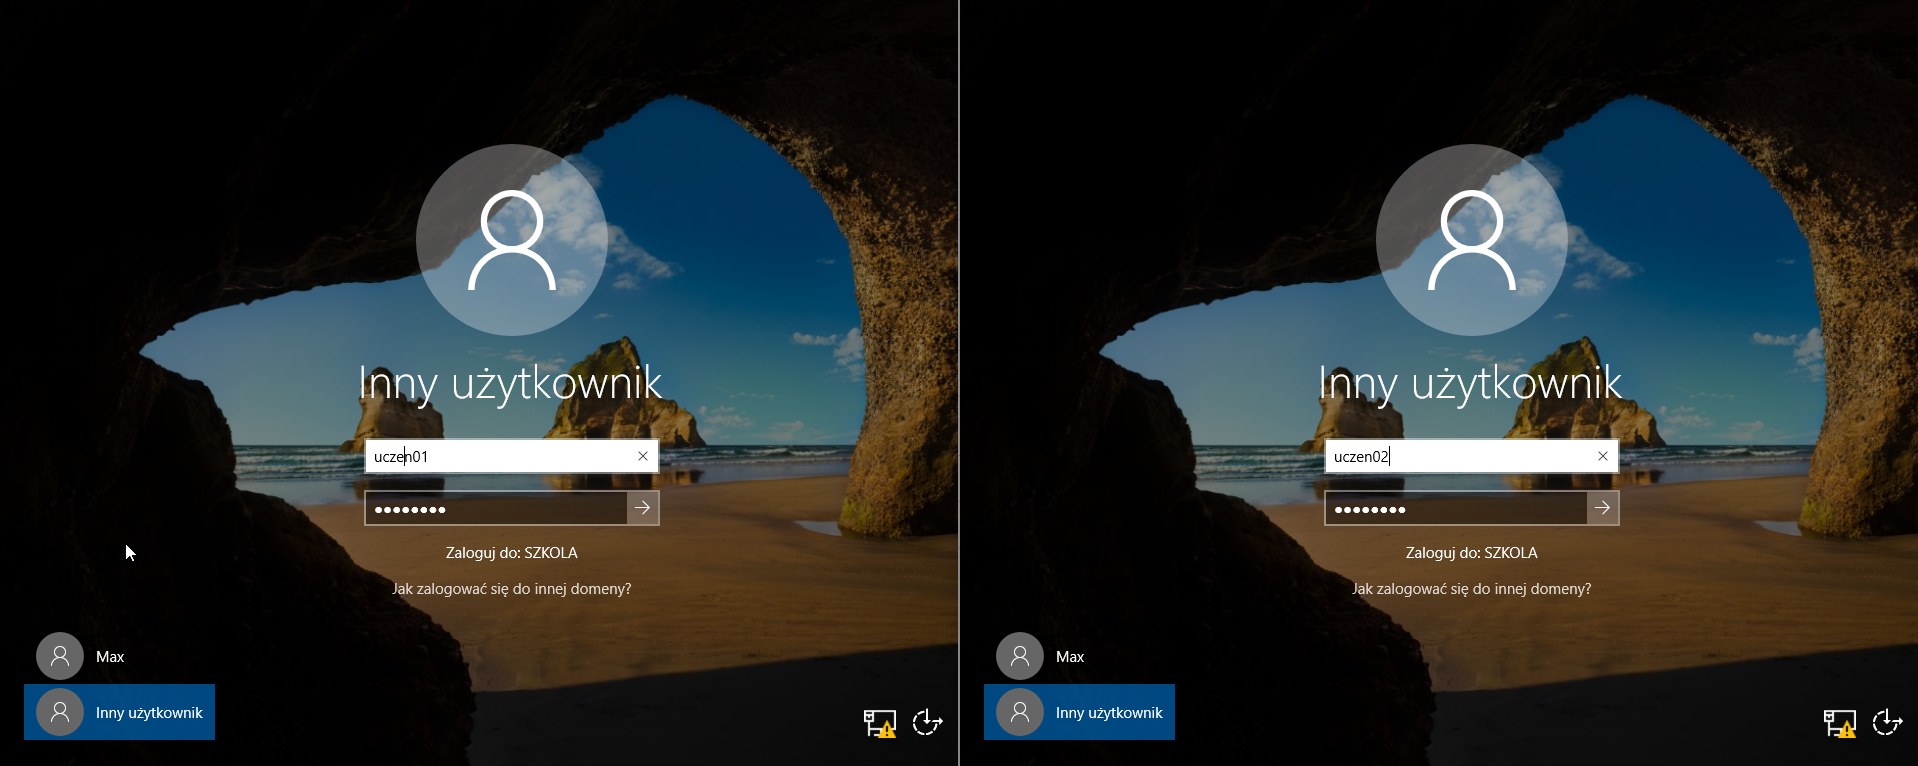 Inny użytkownik
uczen01
Zaloguj do: SZKOLA
Jak zalogować się do innej domeny?
Max
Inny użytkownik
Inny użytkownik
uczen02
Zaloguj do: SZKOLA
Jak zalogować się do innej domeny?
Max
Inny użytkownik